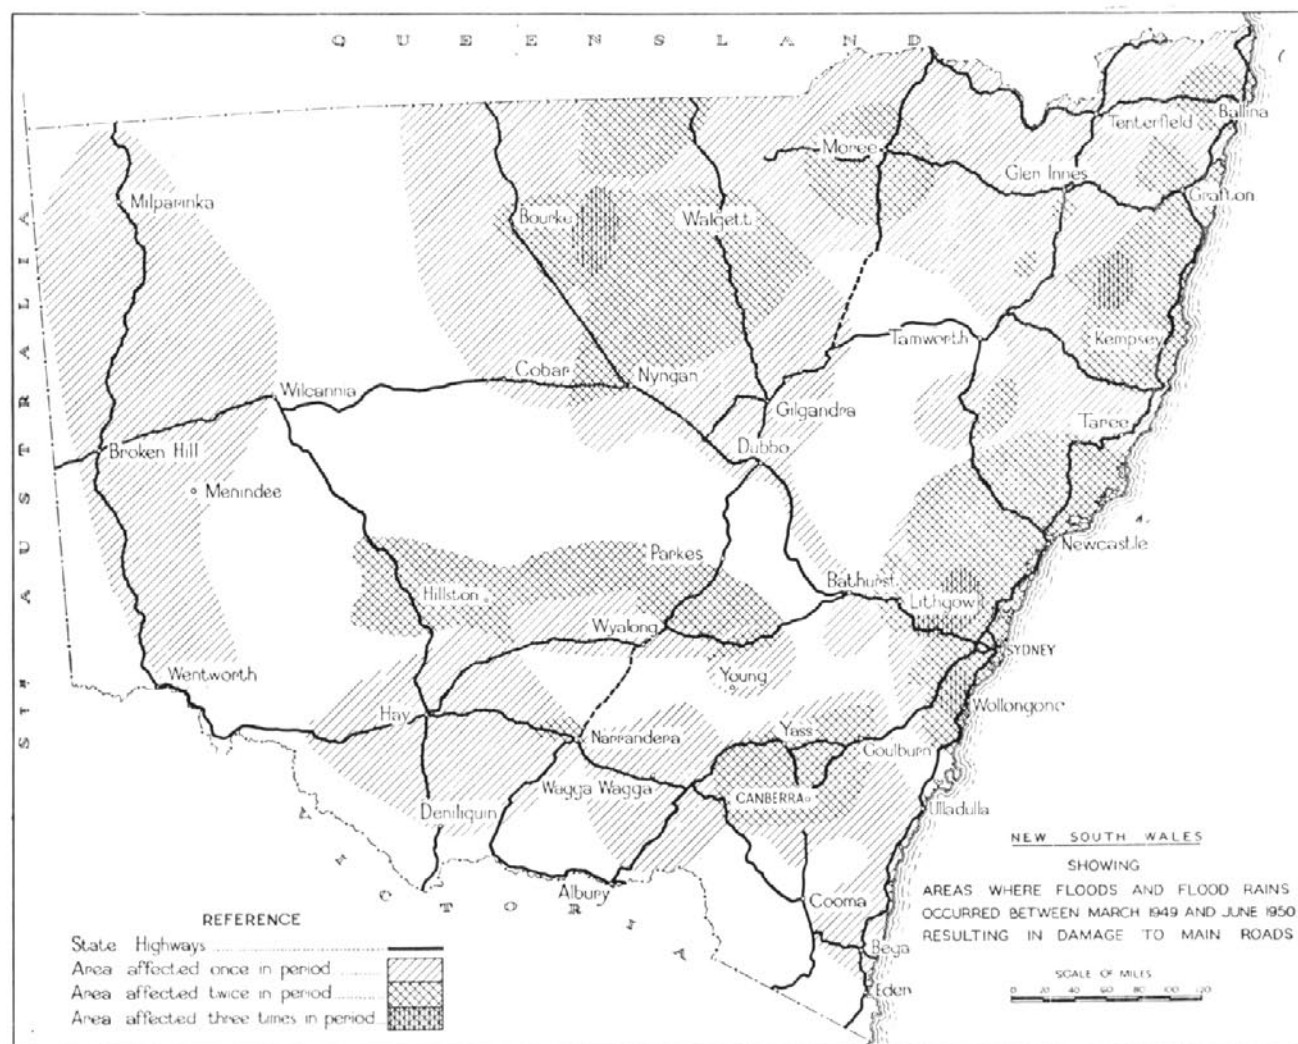 QUEENSLAND
STH AUSTRALIA
VICTORIA
Milparinka
Bourke
Walgett
Moree
Glen Innes
Tenterfield
Ballina
Grafton
Wilcannia
Cobar
Nyngan
Gilgandra
Tamworth
Kempsey
Broken Hill
Menindee
Dubbo
Taree
Newcastle
Parkes
Hillston
Bathurst
Lithgow
Wyalong
SYDNEY
Young
Wentworth
Hay
Narrandera
Yass
Goulburn
Wollongong
Wagga Wagga
CANBERRA
Ulladulla
Deniliquin
Albury
Cooma
Bega
Eden
NEW SOUTH WALES
SHOWING
AREAS WHERE FLOODS AND FLOOD RAINS
OCCURRED BETWEEN MARCH 1949 AND JUNE 1950
RESULTING IN DAMAGE TO MAIN ROADS
SCALE OF MILES
0 20 40 60 80 100 120
REFERENCE
State Highways
Area affected once in period
Area affected twice in period
Area affected three times in period